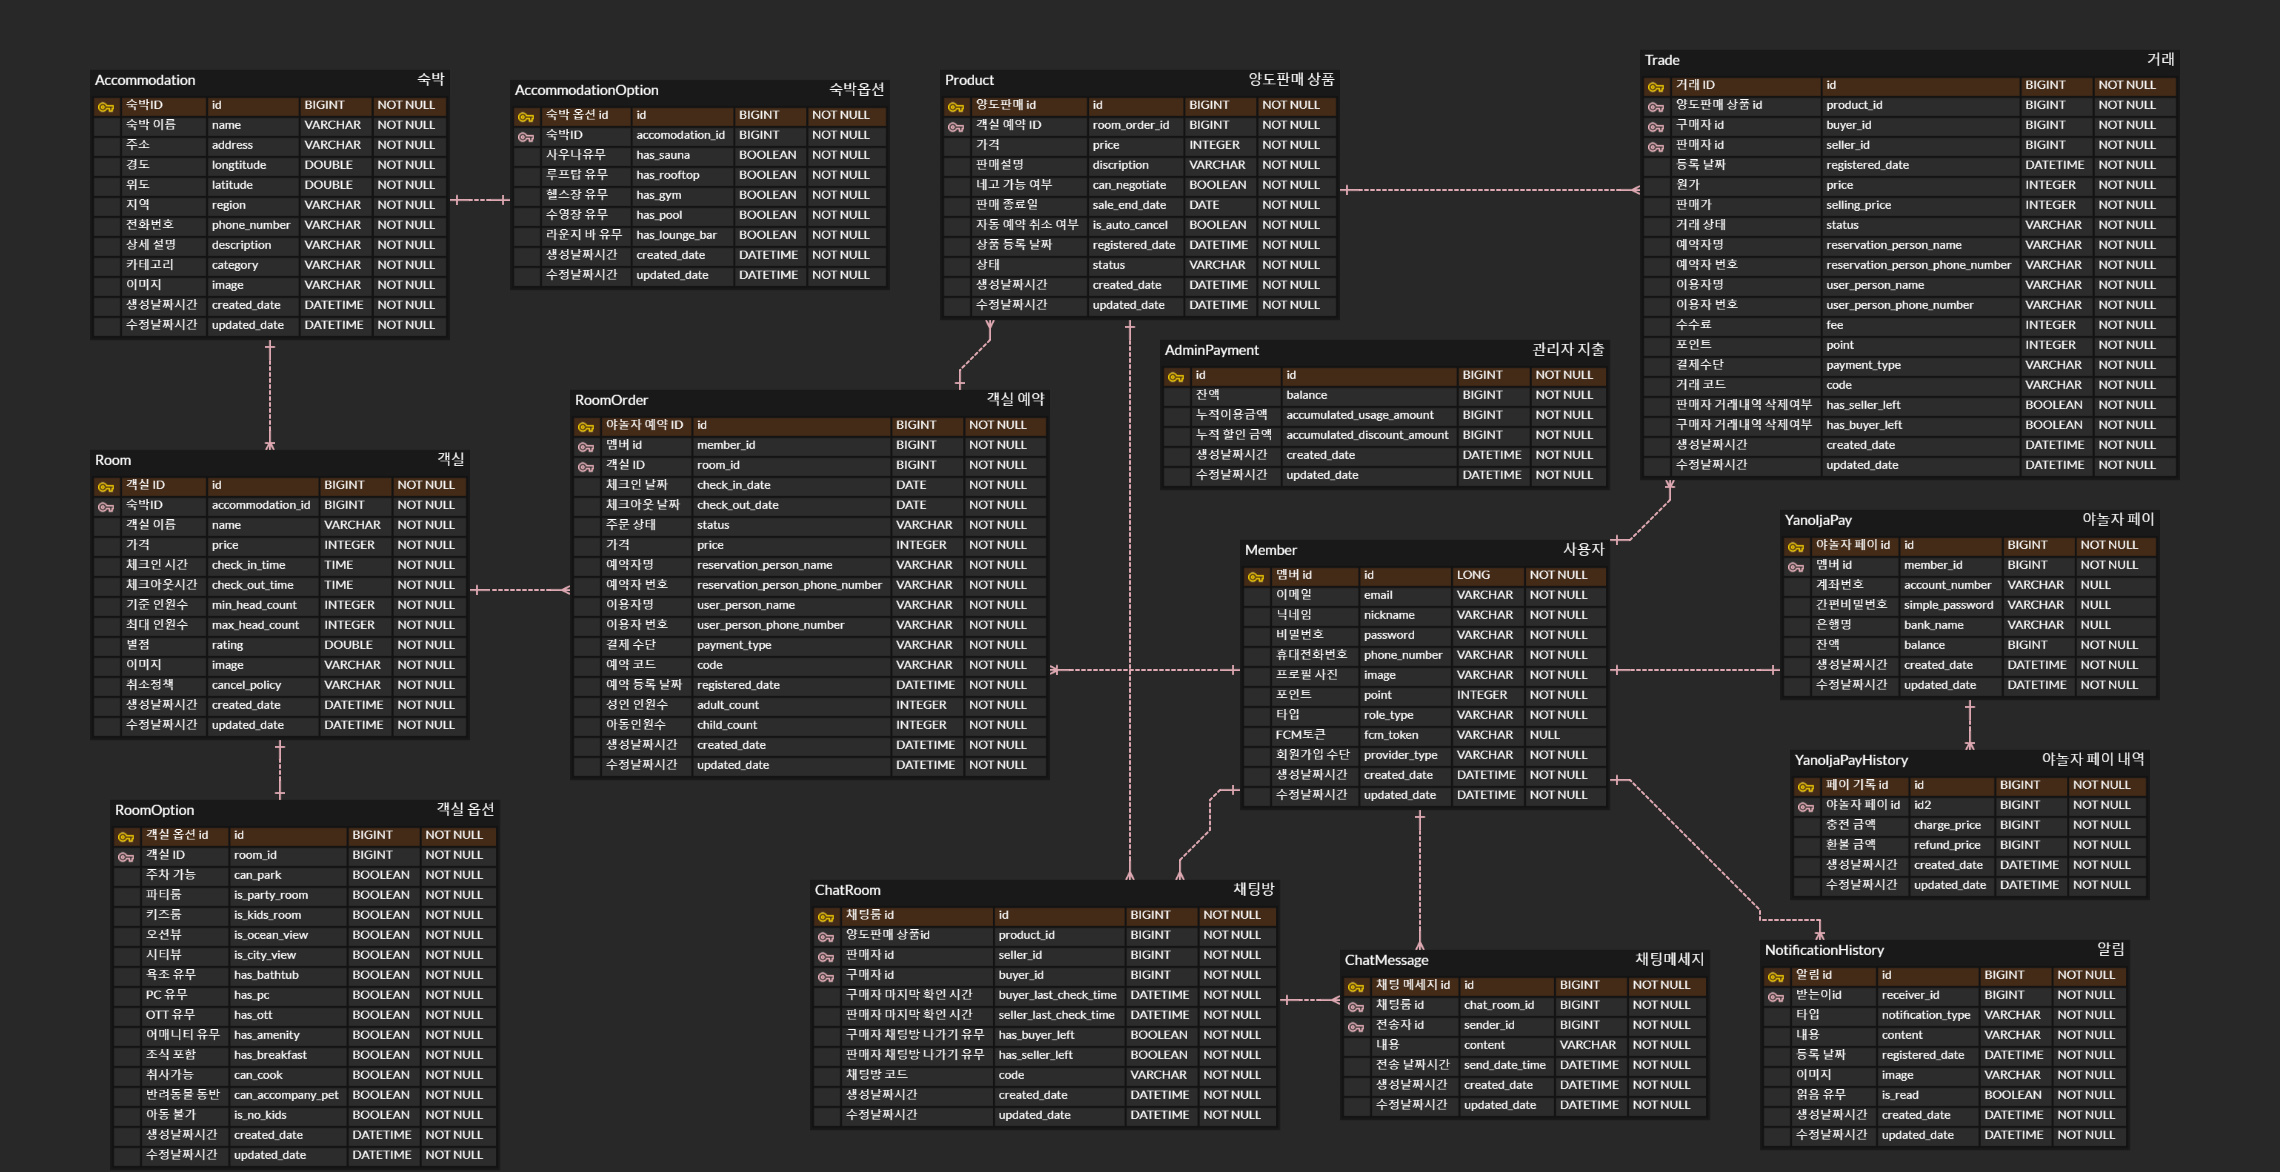 Accommodation 숙박
숙박ID id BIGINT NOT NULL
숙박 이름 name VARCHAR NOT NULL
주소 address VARCHAR NOT NULL
경도 longtitude DOUBLE NOT NULL
위도 latitude DOUBLE NOT NULL
지역 region VARCHAR NOT NULL
전화번호 phone_number VARCHAR NOT NULL
상세 설명 description VARCHAR NOT NULL
카테고리 category VARCHAR NOT NULL
이미지 image VARCHAR NOT NULL
생성날짜시간 created_date DATETIME NOT NULL
수정날짜시간 updated_date DATETIME NOT NULL
AccommodationOption 숙박옵션
숙박 옵션 id id BIGINT NOT NULL
숙박ID accomodation_id BIGINT NOT NULL
사우나유무 has_sauna BOOLEAN NOT NULL
루프탑 유무 has_rooftop BOOLEAN NOT NULL
헬스장 유무 has_gym BOOLEAN NOT NULL
수영장 유무 has_pool BOOLEAN NOT NULL
라운지 바 유무 has_lounge_bar BOOLEAN NOT NULL
생성날짜시간 created_date DATETIME NOT NULL
수정날짜시간 updated_date DATETIME NOT NULL
Product 양도판매 상품
양도판매 id id BIGINT NOT NULL
객실 예약 ID room_order_id BIGINT NOT NULL
가격 price INTEGER NOT NULL
판매설명 discription VARCHAR NOT NULL
네고 가능 여부 can_negotiate BOOLEAN NOT NULL
판매 종료일 sale_end_date DATE NOT NULL
자동 예약 취소 여부 is_auto_cancel BOOLEAN NOT NULL
상품 등록 날짜 registered_date DATETIME NOT NULL
상태 status VARCHAR NOT NULL
생성날짜시간 created_date DATETIME NOT NULL
수정날짜시간 updated_date DATETIME NOT NULL
Trade 거래
거래 ID id BIGINT NOT NULL
양도판매 상품 id product_id BIGINT NOT NULL
구매자 id buyer_id BIGINT NOT NULL
판매자 id seller_id BIGINT NOT NULL
등록 날짜 registered_date DATETIME NOT NULL
원가 price INTEGER NOT NULL
판매가 selling_price INTEGER NOT NULL
거래 상태 status VARCHAR NOT NULL
예약자명 reservation_person_name VARCHAR NOT NULL
예약자 번호 reservation_person_phone_number VARCHAR NOT NULL
이용자명 user_person_name VARCHAR NOT NULL
이용자 번호 user_person_phone_number VARCHAR NOT NULL
수수료 fee INTEGER NOT NULL
포인트 point INTEGER NOT NULL
결제수단 payment_type VARCHAR NOT NULL
거래 코드 code VARCHAR NOT NULL
판매자 거래내역 삭제여부 has_seller_left BOOLEAN NOT NULL
구매자 거래내역 삭제여부 has_buyer_left BOOLEAN NOT NULL
생성날짜시간 created_date DATETIME NOT NULL
수정날짜시간 updated_date DATETIME NOT NULL
AdminPayment 관리자 지출
id id BIGINT NOT NULL
잔액 balance BIGINT NOT NULL
누적이용금액 accumulated_usage_amount BIGINT NOT NULL
누적 할인 금액 accumulated_discount_amount BIGINT NOT NULL
생성날짜시간 created_date DATETIME NOT NULL
수정날짜시간 updated_date DATETIME NOT NULL
RoomOrder 객실 예약
야놀자 예약 ID id BIGINT NOT NULL
멤버 id member_id BIGINT NOT NULL
객실 ID room_id BIGINT NOT NULL
체크인 날짜 check_in_date DATE NOT NULL
체크아웃 날짜 check_out_date DATE NOT NULL
주문 상태 status VARCHAR NOT NULL
가격 price INTEGER NOT NULL
예약자명 reservation_person_name VARCHAR NOT NULL
예약자 번호 reservation_person_phone_number VARCHAR NOT NULL
이용자명 user_person_name VARCHAR NOT NULL
이용자 번호 user_person_phone_number VARCHAR NOT NULL
결제 수단 payment_type VARCHAR NOT NULL
예약 코드 code VARCHAR NOT NULL
예약 등록 날짜 registered_date DATETIME NOT NULL
성인 인원수 adult_count INTEGER NOT NULL
아동인원수 child_count INTEGER NOT NULL
생성날짜시간 created_date DATETIME NOT NULL
수정날짜시간 updated_date DATETIME NOT NULL
Room 객실
객실 ID id BIGINT NOT NULL
숙박ID accommodation_id BIGINT NOT NULL
객실 이름 name VARCHAR NOT NULL
가격 price INTEGER NOT NULL
체크인 시간 check_in_time TIME NOT NULL
체크아웃시간 check_out_time TIME NOT NULL
기준 인원수 min_head_count INTEGER NOT NULL
최대 인원수 max_head_count INTEGER NOT NULL
별점 rating DOUBLE NOT NULL
이미지 image VARCHAR NOT NULL
취소정책 cancel_policy VARCHAR NOT NULL
생성날짜시간 created_date DATETIME NOT NULL
수정날짜시간 updated_date DATETIME NOT NULL
Member 사용자
멤버 id id LONG NOT NULL
이메일 email VARCHAR NOT NULL
닉네임 nickname VARCHAR NOT NULL
비밀번호 password VARCHAR NOT NULL
휴대전화번호 phone_number VARCHAR NOT NULL
프로필 사진 image VARCHAR NOT NULL
포인트 point INTEGER NOT NULL
타입 role_type VARCHAR NOT NULL
FCM토큰 fcm_token VARCHAR NULL
회원가입 수단 provider_type VARCHAR NOT NULL
생성날짜시간 created_date DATETIME NOT NULL
수정날짜시간 updated_date DATETIME NOT NULL
YanoljaPay 야놀자 페이
야놀자 페이 id id BIGINT NOT NULL
멤버 id member_id BIGINT NOT NULL
계좌번호 account_number VARCHAR NULL
간편비밀번호 simple_password VARCHAR NULL
은행명 bank_name VARCHAR NULL
잔액 balance BIGINT NOT NULL
생성날짜시간 created_date DATETIME NOT NULL
수정날짜시간 updated_date DATETIME NOT NULL
YanoljaPayHistory 야놀자 페이 내역
페이 기록 id id BIGINT NOT NULL
야놀자 페이 id id2 BIGINT NOT NULL
충전 금액 charge_price BIGINT NOT NULL
환불 금액 refund_price BIGINT NOT NULL
생성날짜시간 created_date DATETIME NOT NULL
수정날짜시간 updated_date DATETIME NOT NULL
RoomOption 객실 옵션
객실 옵션 id id BIGINT NOT NULL
객실 ID room_id BIGINT NOT NULL
주차 가능 can_park BOOLEAN NOT NULL
파티룸 is_party_room BOOLEAN NOT NULL
키즈룸 is_kids_room BOOLEAN NOT NULL
오션뷰 is_ocean_view BOOLEAN NOT NULL
시티뷰 is_city_view BOOLEAN NOT NULL
욕조 유무 has_bathtub BOOLEAN NOT NULL
PC 유무 has_pc BOOLEAN NOT NULL
OTT 유무 has_ott BOOLEAN NOT NULL
어매니티 유무 has_amenity BOOLEAN NOT NULL
조식 포함 has_breakfast BOOLEAN NOT NULL
취사가능 can_cook BOOLEAN NOT NULL
반려동물 동반 can_accompany_pet BOOLEAN NOT NULL
아동 불가 is_no_kids BOOLEAN NOT NULL
생성날짜시간 created_date DATETIME NOT NULL
수정날짜시간 updated_date DATETIME NOT NULL
ChatRoom 채팅방
채팅룸 id id BIGINT NOT NULL
양도판매 상품id product_id BIGINT NOT NULL
판매자 id seller_id BIGINT NOT NULL
구매자 id buyer_id BIGINT NOT NULL
구매자 마지막 확인 시간 buyer_last_check_time DATETIME NOT NULL
판매자 마지막 확인 시간 seller_last_check_time DATETIME NOT NULL
구매자 채팅방 나가기 유무 has_buyer_left BOOLEAN NOT NULL
판매자 채팅방 나가기 유무 has_seller_left BOOLEAN NOT NULL
채팅방 코드 code VARCHAR NOT NULL
생성날짜시간 created_date DATETIME NOT NULL
수정날짜시간 updated_date DATETIME NOT NULL
ChatMessage 채팅메세지
채팅 메세지 id id BIGINT NOT NULL
채팅룸 id chat_room_id BIGINT NOT NULL
전송자 id sender_id BIGINT NOT NULL
내용 content VARCHAR NOT NULL
전송 날짜시간 send_date_time DATETIME NOT NULL
생성날짜시간 created_date DATETIME NOT NULL
수정날짜시간 updated_date DATETIME NOT NULL
NotificationHistory 알림
알림 id id BIGINT NOT NULL
받는이id receiver_id BIGINT NOT NULL
타입 notification_type VARCHAR NOT NULL
내용 content VARCHAR NOT NULL
등록 날짜 registered_date DATETIME NOT NULL
이미지 image VARCHAR NOT NULL
읽음 유무 is_read BOOLEAN NOT NULL
생성날짜시간 created_date DATETIME NOT NULL
수정날짜시간 updated_date DATETIME NOT NULL